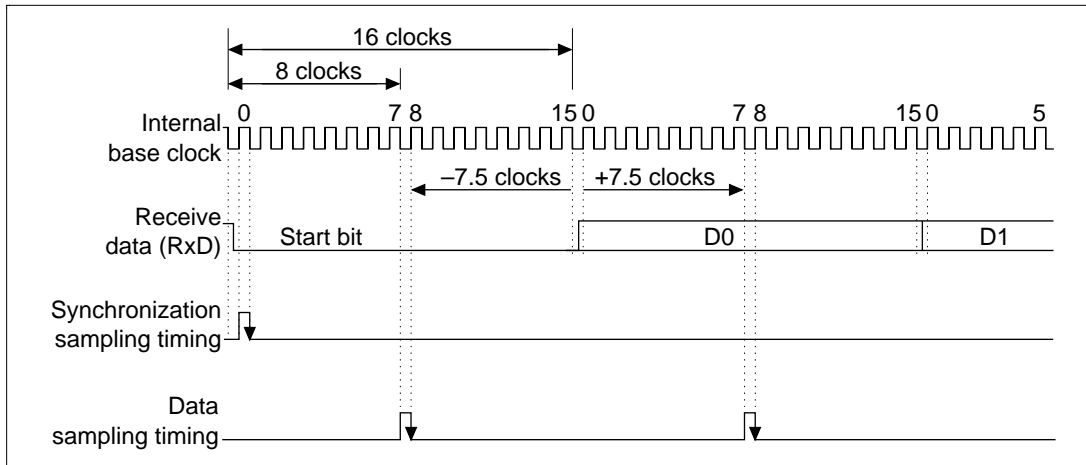 16 clocks
8 clocks
0 7 8 15 0 7 8 15 0 5
Internal
base clock
–7.5 clocks +7.5 clocks
Receive
data (RxD)
Start bit D0 D1
Synchronization
sampling timing
Data
sampling timing